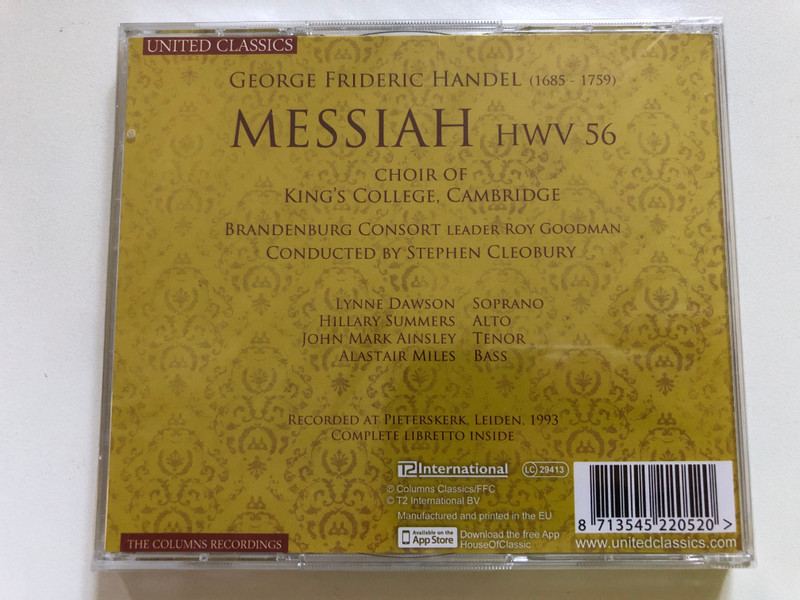 UNITED CLASSICS
GEORGE FRIDERIC HANDEL (1685 - 1759)
MESSIAH HWV 56
CHOIR OF
KING'S COLLEGE, CAMBRIDGE
BRANDENBURG CONSORT LEADER ROY GOODMAN
CONDUCTED BY STEPHEN CLEOBURY
LYNNE DAWSON SOPRANO
HILLARY SUMMERS ALTO
JOHN MARK AINSLEY TENOR
ALASTAIR MILES BASS
RECORDED AT PIETERSKERK, LEIDEN, 1993
COMPLETE LIBRETTO INSIDE
T2 International LC 29413
℗ Columns Classics/FFC
© T2 International BV
Manufactured and printed in the EU
Available on the
App Store
Download the free App
HouseOfClassic
8 713545 220520 >
www.unitedclassics.com
THE COLUMNS RECORDINGS